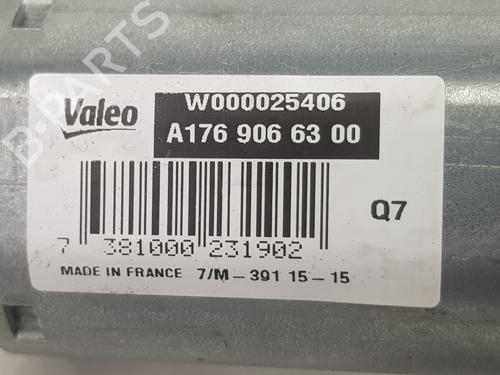 Valeo
W000025406
A176 906 63 00
Q7
7 381000 231902
MADE IN FRANCE 7/M-391 15-15
B-PARTS